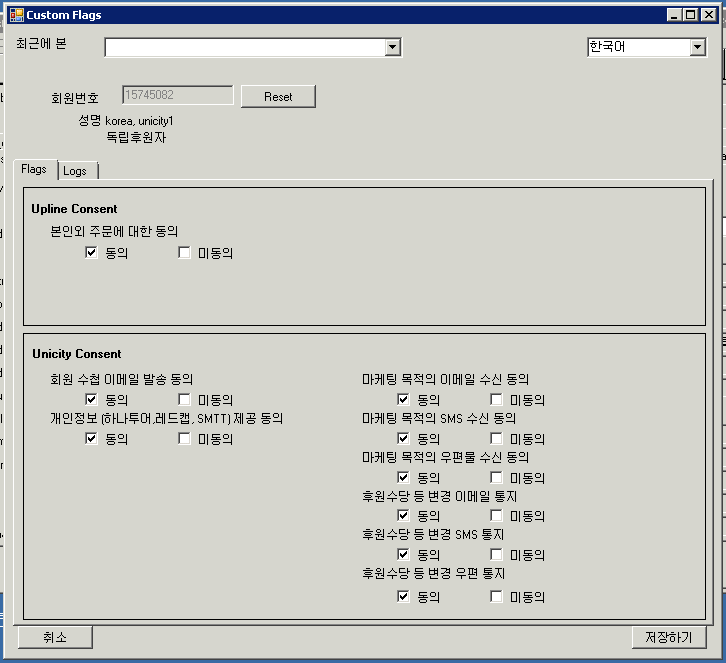 Custom Flags
최근에 본
한국어
회원번호 15745082 Reset
성명 korea, unicity1
독립후원자
Flags Logs
Upline Consent
본인외 주문에 대한 동의
동의 미동의
Unicity Consent
회원 수첩 이메일 발송 동의
동의 미동의
개인정보 (하나투어,레드캡, SMTT) 제공 동의
동의 미동의
마케팅 목적의 이메일 수신 동의
동의 미동의
마케팅 목적의 SMS 수신 동의
동의 미동의
마케팅 목적의 우편물 수신 동의
동의 미동의
후원수당 등 변경 이메일 통지
동의 미동의
후원수당 등 변경 SMS 통지
동의 미동의
후원수당 등 변경 우편 통지
동의 미동의
취소 저장하기